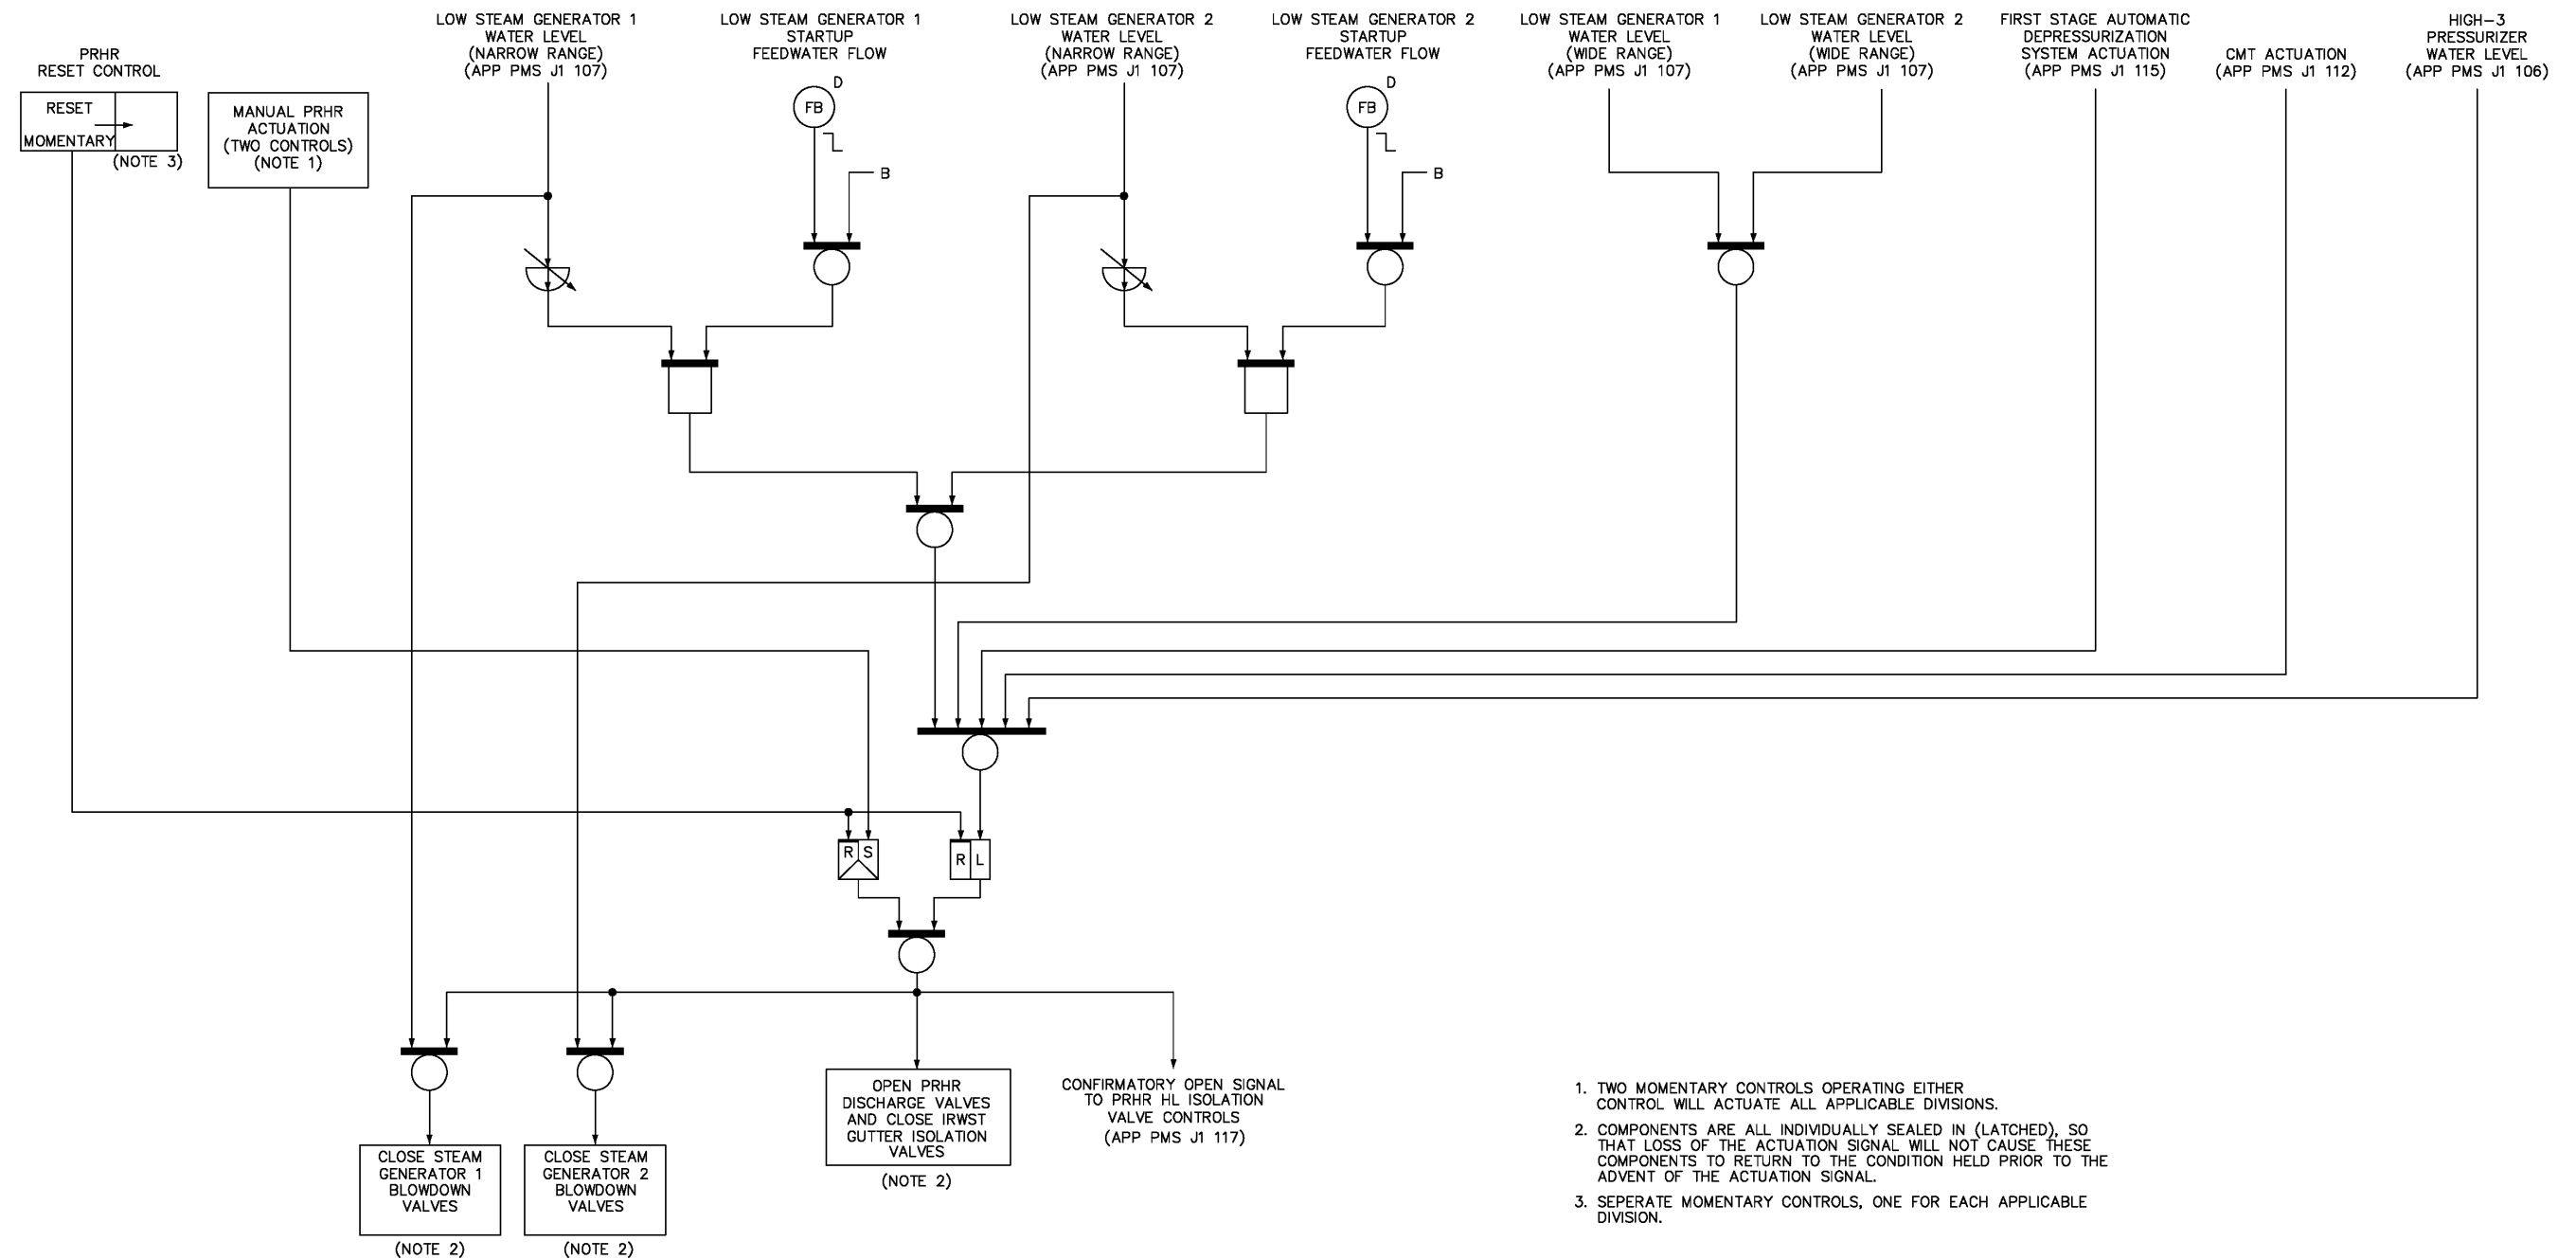 LOW STEAM GENERATOR 1
WATER LEVEL
(NARROW RANGE)
(APP PMS J1 107)
LOW STEAM GENERATOR 1
STARTUP
FEEDWATER FLOW
LOW STEAM GENERATOR 2
WATER LEVEL
(NARROW RANGE)
(APP PMS J1 107)
LOW STEAM GENERATOR 2
STARTUP
FEEDWATER FLOW
LOW STEAM GENERATOR 1
WATER LEVEL
(WIDE RANGE)
(APP PMS J1 107)
LOW STEAM GENERATOR 2
WATER LEVEL
(WIDE RANGE)
(APP PMS J1 107)
FIRST STAGE AUTOMATIC
DEPRESSURIZATION
SYSTEM ACTUATION
(APP PMS J1 115)
CMT ACTUATION
(APP PMS J1 112)
HIGH-3
PRESSURIZER
WATER LEVEL
(APP PMS J1 106)
PRHR
RESET CONTROL
RESET
MOMENTARY
(NOTE 3)
MANUAL PRHR
ACTUATION
(TWO CONTROLS)
(NOTE 1)
FB
D
B
FB
D
B
R
S
R
L
CLOSE STEAM
GENERATOR 1
BLOWDOWN
VALVES
(NOTE 2)
CLOSE STEAM
GENERATOR 2
BLOWDOWN
VALVES
(NOTE 2)
OPEN PRHR
DISCHARGE VALVES
AND CLOSE IRWST
GUTTER ISOLATION
VALVES
(NOTE 2)
CONFIRMATORY OPEN SIGNAL
TO PRHR HL ISOLATION
VALVE CONTROLS
(APP PMS J1 117)
1. TWO MOMENTARY CONTROLS OPERATING EITHER
CONTROL WILL ACTUATE ALL APPLICABLE DIVISIONS.
2. COMPONENTS ARE ALL INDIVIDUALLY SEALED IN (LATCHED), SO
THAT LOSS OF THE ACTUATION SIGNAL WILL NOT CAUSE THESE
COMPONENTS TO RETURN TO THE CONDITION HELD PRIOR TO THE
ADVENT OF THE ACTUATION SIGNAL.
3. SEPERATE MOMENTARY CONTROLS, ONE FOR EACH APPLICABLE
DIVISION.